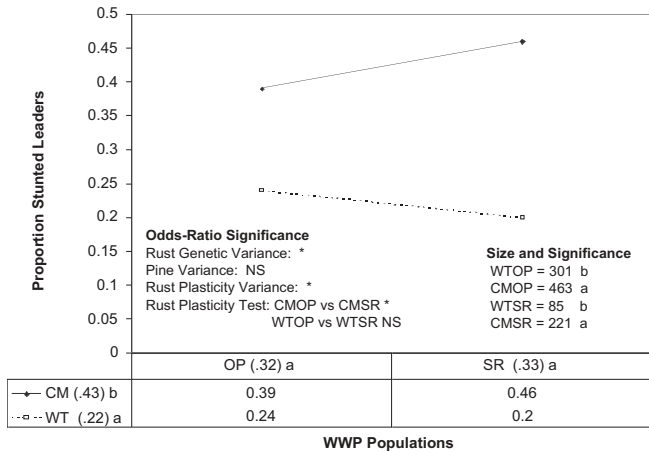 0.5
0.45
0.4
0.35
0.3
0.25
0.2
0.15
0.1
0.05
0
Proportion Stunted Leaders
Odds-Ratio Significance
Rust Genetic Variance: *
Pine Variance: NS
Rust Plasticity Variance: *
Rust Plasticity Test: CMOP vs CMSR *
WTOP vs WTSR NS
Size and Significance
WTOP = 301 b
CMOP = 463 a
WTSR = 85 b
CMSR = 221 a
OP (.32) a SR (.33) a
CM (.43) b 0.39 0.46
WT (.22) a 0.24 0.2
WWP Populations